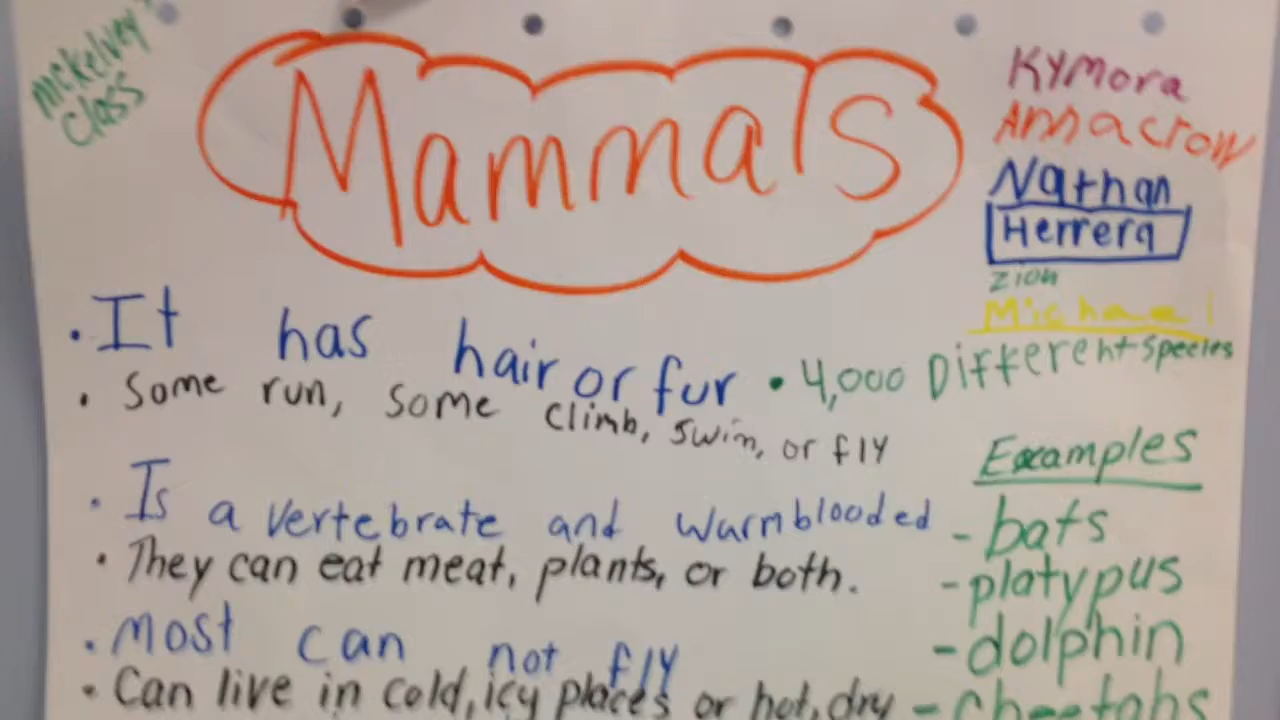 McKelvey's
Class
Mammals
Kymora
Annacrow
Nathan
Herrera
Zion
Michael
• It has hair or fur
• 4,000 Different Species
• Some run, some climb, swim, or fly
• Is a vertebrate and warmblooded
• They can eat meat, plants, or both.
• most can not fly
• Can live in cold, icy places or hot, dry
Examples
- bats
- platypus
- dolphin
- cheetahs